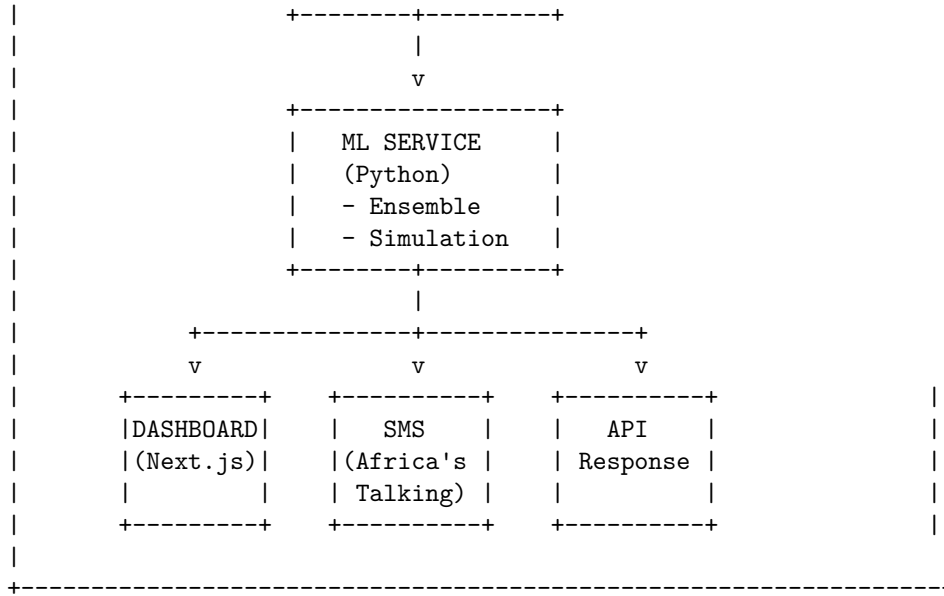 |                   +--------+---------+
|                            |
|                            v
|                   +------------------+
|                   |   ML SERVICE     |
|                   |   (Python)       |
|                   |   - Ensemble     |
|                   |   - Simulation   |
|                   +--------+---------+
|                            |
|            +---------------+---------------+
|            v               v               v
|       +---------+    +----------+    +----------+               |
|       |DASHBOARD|    |   SMS    |    |   API    |               |
|       |(Next.js)|    |(Africa's |    | Response |               |
|       |         |    | Talking) |    |          |               |
|       +---------+    +----------+    +----------+               |
|
+------------------------------------------------------------------